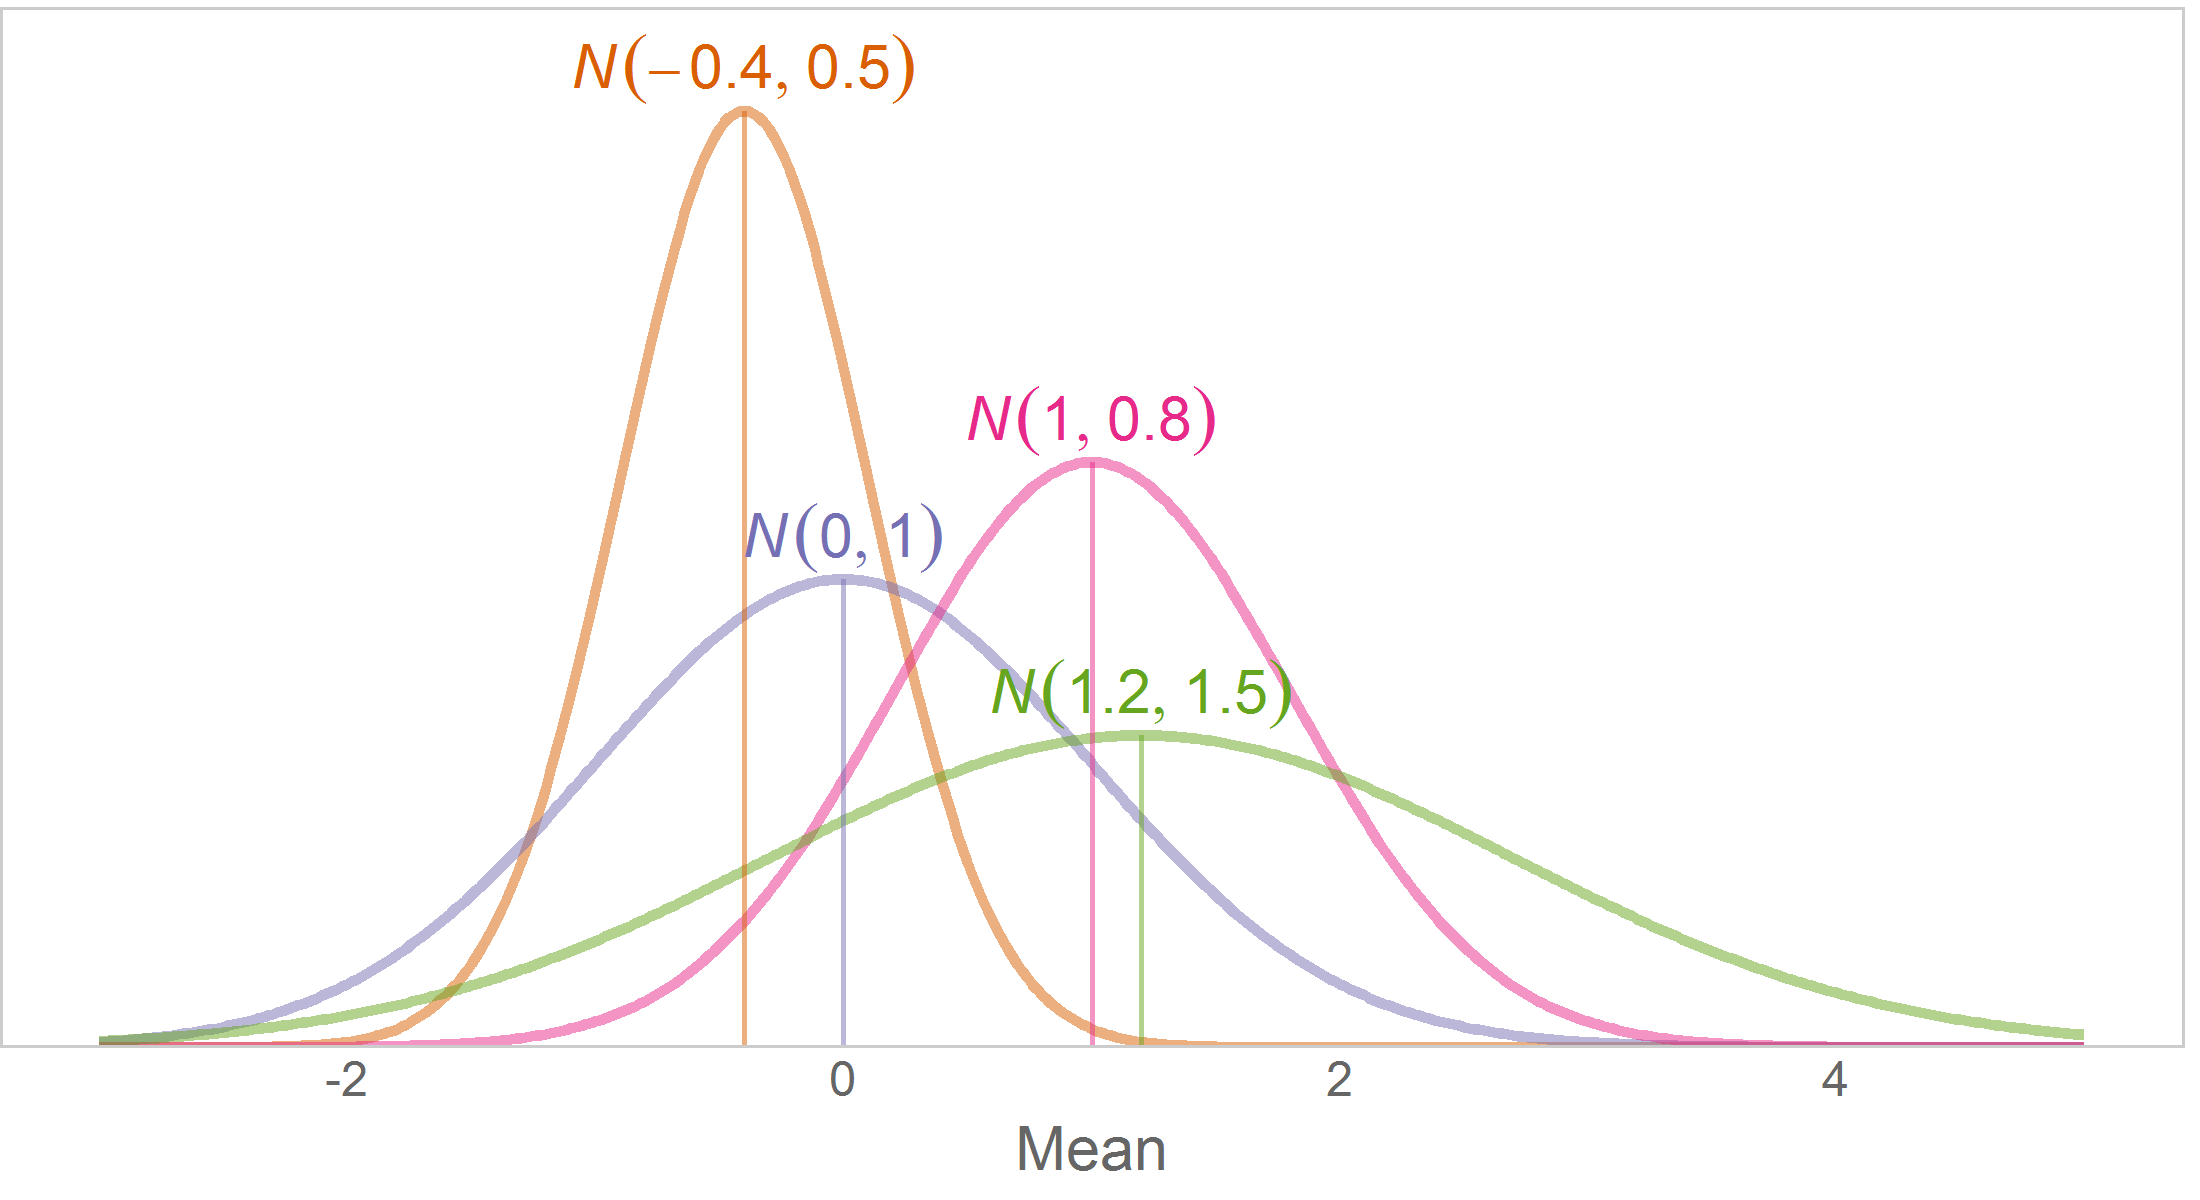 N(−0.4, 0.5)
N(1, 0.8)
N(0, 1)
N(1.2, 1.5)
-2 0 2 4
Mean